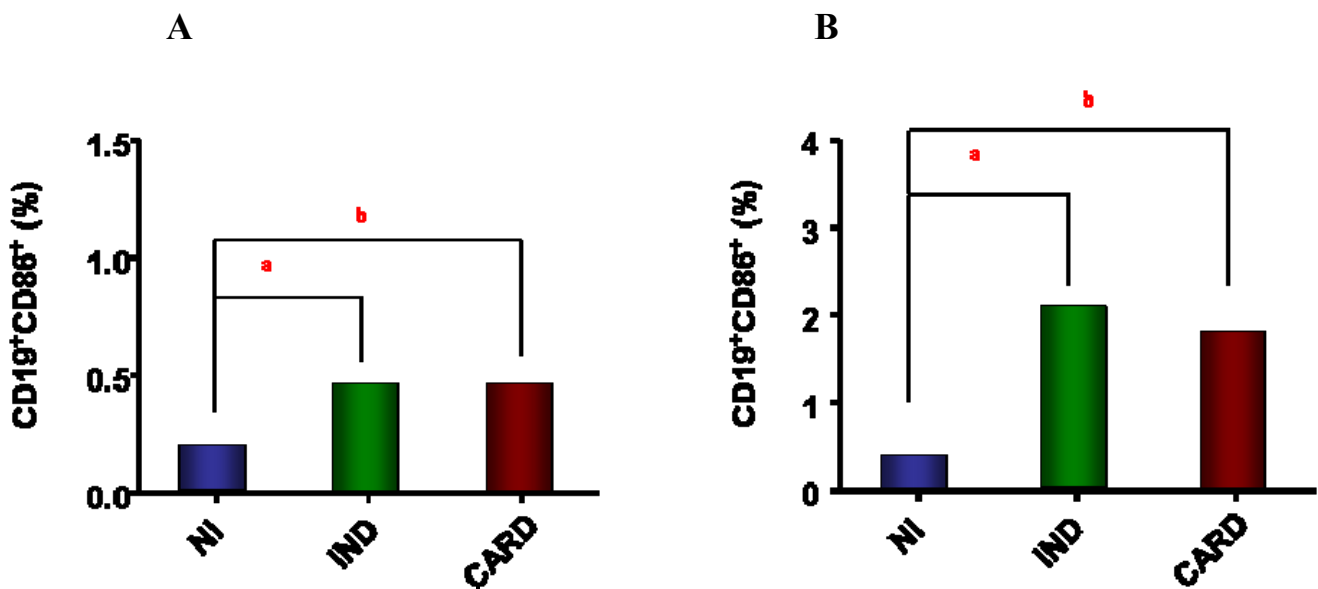 A
CD19⁺CD86⁺ (%)
1.5
1.0
0.5
0.0
b
a
NI
IND
CARD
B
CD19⁺CD86⁺ (%)
4
3
2
1
0
b
a
NI
IND
CARD